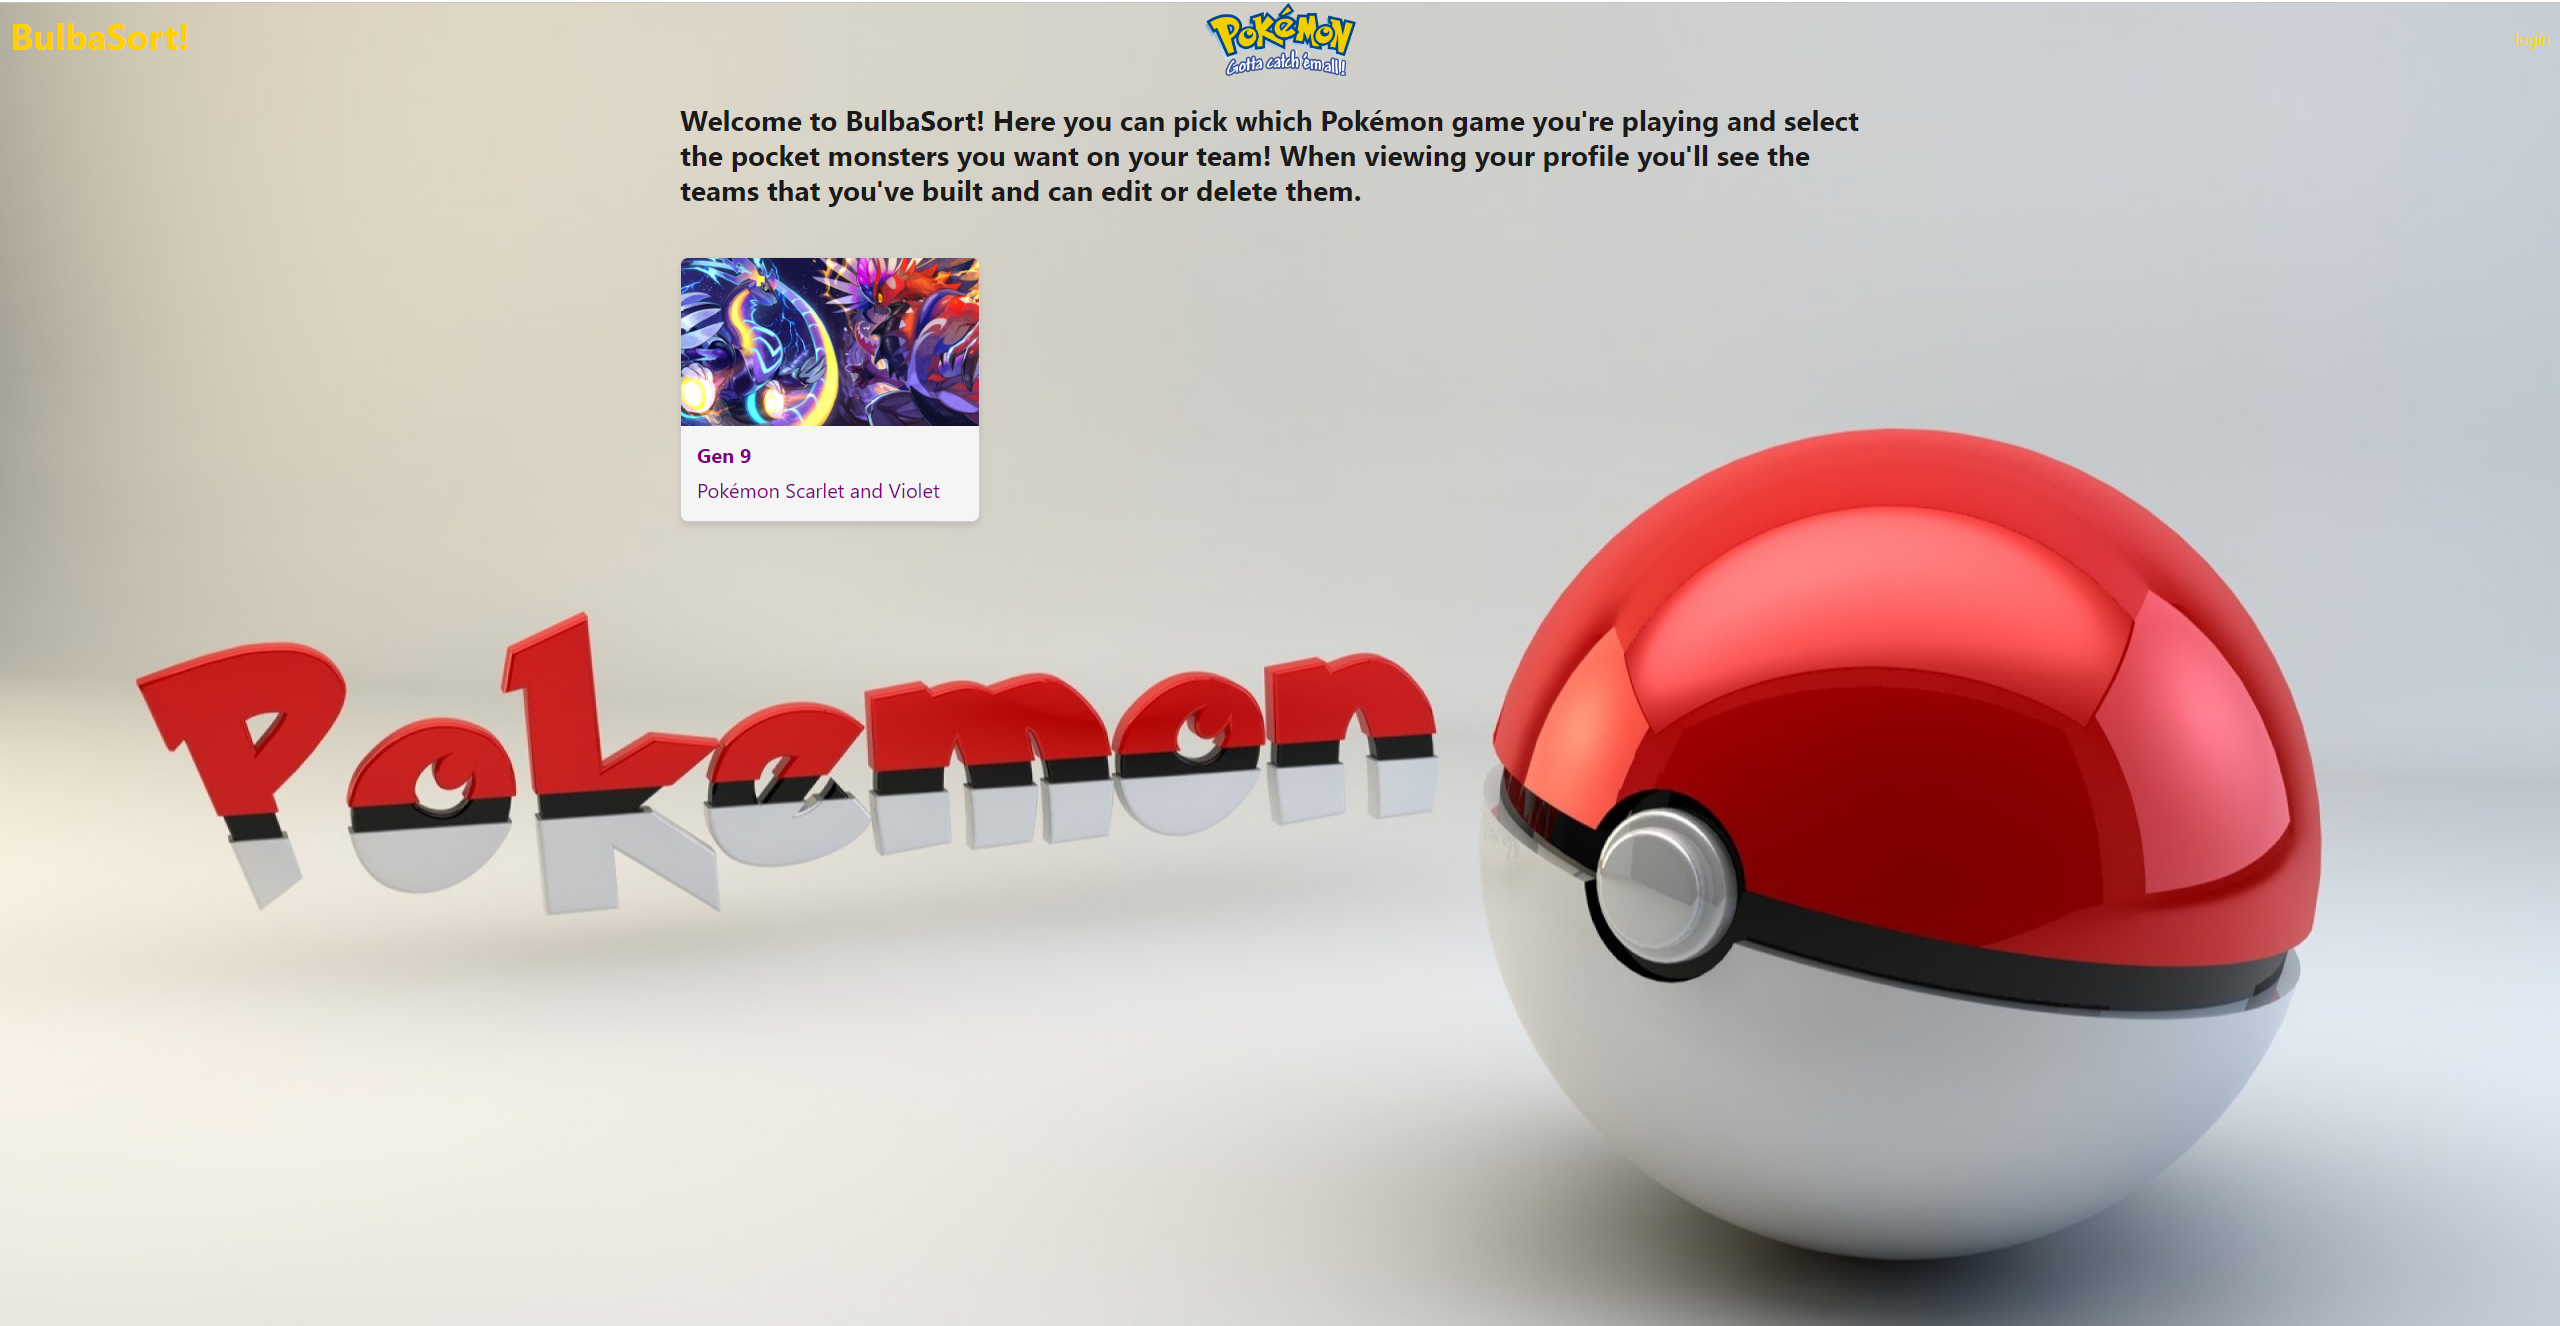 BulbaSort!
Pokémon
Gotta catch 'em all!
login
Welcome to BulbaSort! Here you can pick which Pokémon game you're playing and select
the pocket monsters you want on your team! When viewing your profile you'll see the
teams that you've built and can edit or delete them.
Gen 9
Pokémon Scarlet and Violet
Pokemon